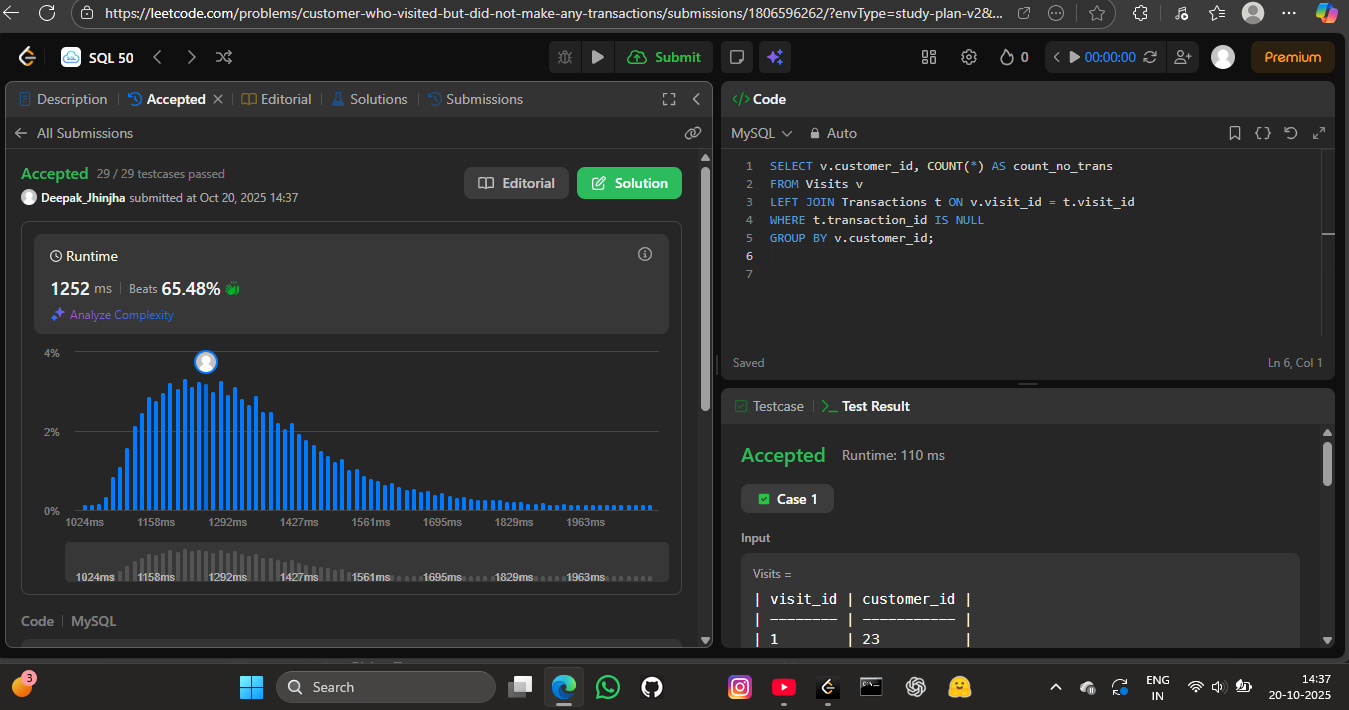 https://leetcode.com/problems/customer-who-visited-but-did-not-make-any-transactions/submissions/1806596262/?envType=study-plan-v2&...
SQL 50
Submit
0
00:00:00
Premium
Description
Accepted
Editorial
Solutions
Submissions
All Submissions
Accepted 29 / 29 testcases passed
Deepak_Jhinjha submitted at Oct 20, 2025 14:37
Editorial
Solution
Runtime
1252 ms Beats 65.48%
Analyze Complexity
4%
2%
0%
1024ms 1158ms 1292ms 1427ms 1561ms 1695ms 1829ms 1963ms
1024ms 1158ms 1292ms 1427ms 1561ms 1695ms 1829ms 1963ms
Code MySQL
</> Code
MySQL Auto
1 SELECT v.customer_id, COUNT(*) AS count_no_trans
2 FROM Visits v
3 LEFT JOIN Transactions t ON v.visit_id = t.visit_id
4 WHERE t.transaction_id IS NULL
5 GROUP BY v.customer_id;
6
7
Saved
Ln 6, Col 1
Testcase
>_ Test Result
Accepted Runtime: 110 ms
Case 1
Input
Visits =
| visit_id | customer_id |
| -------- | ----------- |
| 1 | 23 |
3
Search
ENG
IN
14:37
20-10-2025